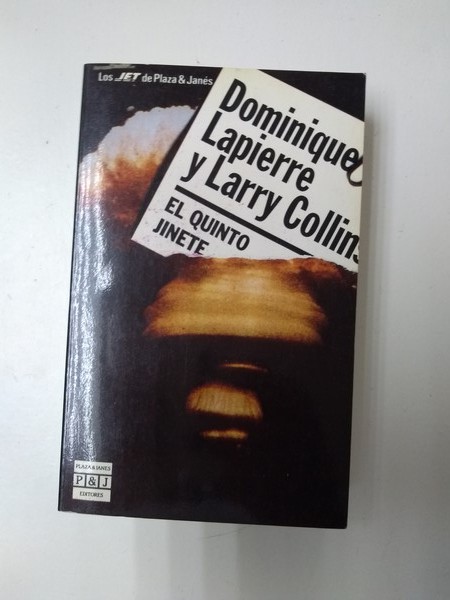 Los JET de Plaza & Janés
Dominique
Lapierre
y Larry Collins
EL QUINTO
JINETE
PLAZA & JANES
P & J
EDITORES